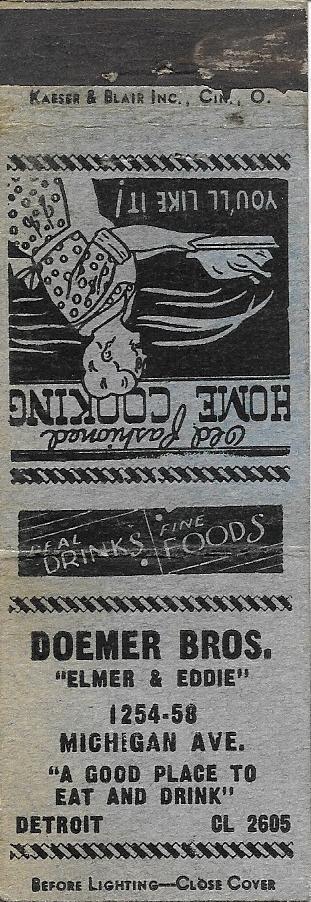 KAESER & BLAIR INC., CIN., O.
YOU'LL LIKE IT!
Old fashioned
HOME COOKING
REAL DRINKS
FINE FOODS
DOEMER BROS.
"ELMER & EDDIE"
1254-58
MICHIGAN AVE.
"A GOOD PLACE TO
EAT AND DRINK"
DETROIT CL 2605
BEFORE LIGHTING—CLOSE COVER